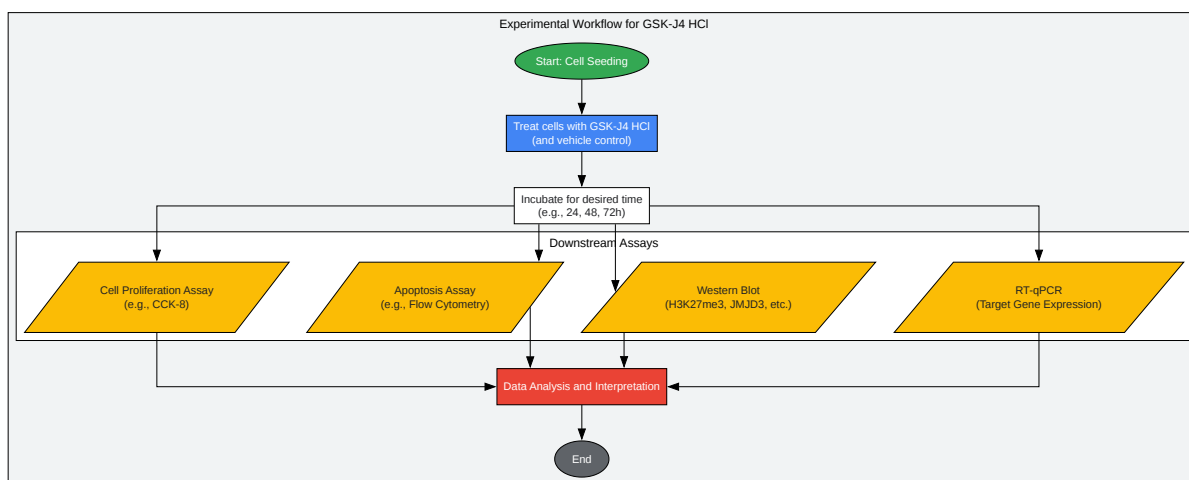 Experimental Workflow for GSK-J4 HCl
Start: Cell Seeding
Treat cells with GSK-J4 HCl
(and vehicle control)
Incubate for desired time
(e.g., 24, 48, 72h)
Downstream Assays
Cell Proliferation Assay
(e.g., CCK-8)
Apoptosis Assay
(e.g., Flow Cytometry)
Western Blot
(H3K27me3, JMJD3, etc.)
RT-qPCR
(Target Gene Expression)
Data Analysis and Interpretation
End